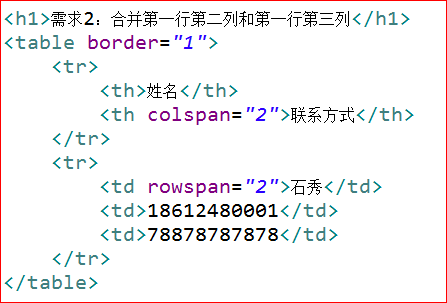 <h1>需求2：合并第一行第二列和第一行第三列</h1>
<table border="1">
    <tr>
        <th>姓名</th>
        <th colspan="2">联系方式</th>
    </tr>
    <tr>
        <td rowspan="2">石秀</td>
        <td>18612480001</td>
        <td>78878787878</td>
    </tr>
</table>